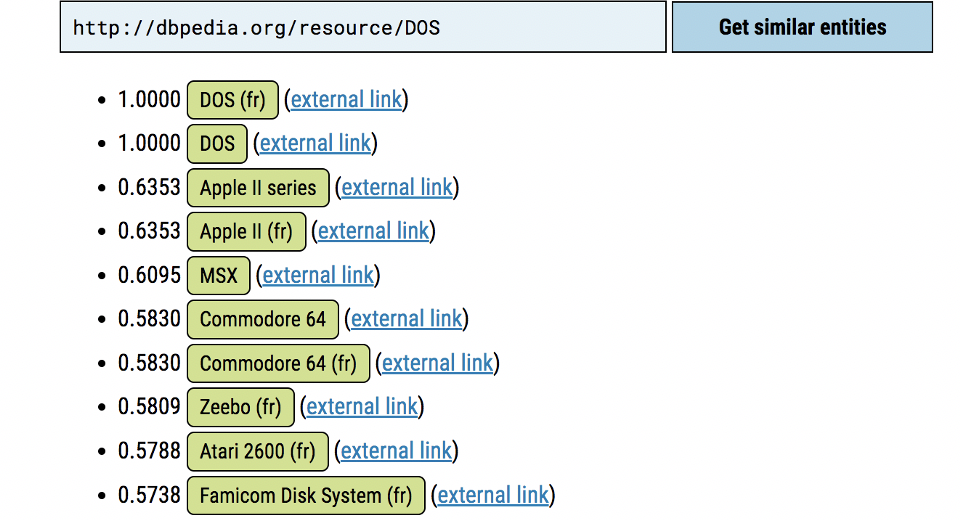 http://dbpedia.org/resource/DOS Get similar entities
1.0000 DOS (fr) (external link)
1.0000 DOS (external link)
0.6353 Apple II series (external link)
0.6353 Apple II (fr) (external link)
0.6095 MSX (external link)
0.5830 Commodore 64 (external link)
0.5830 Commodore 64 (fr) (external link)
0.5809 Zeebo (fr) (external link)
0.5788 Atari 2600 (fr) (external link)
0.5738 Famicom Disk System (fr) (external link)